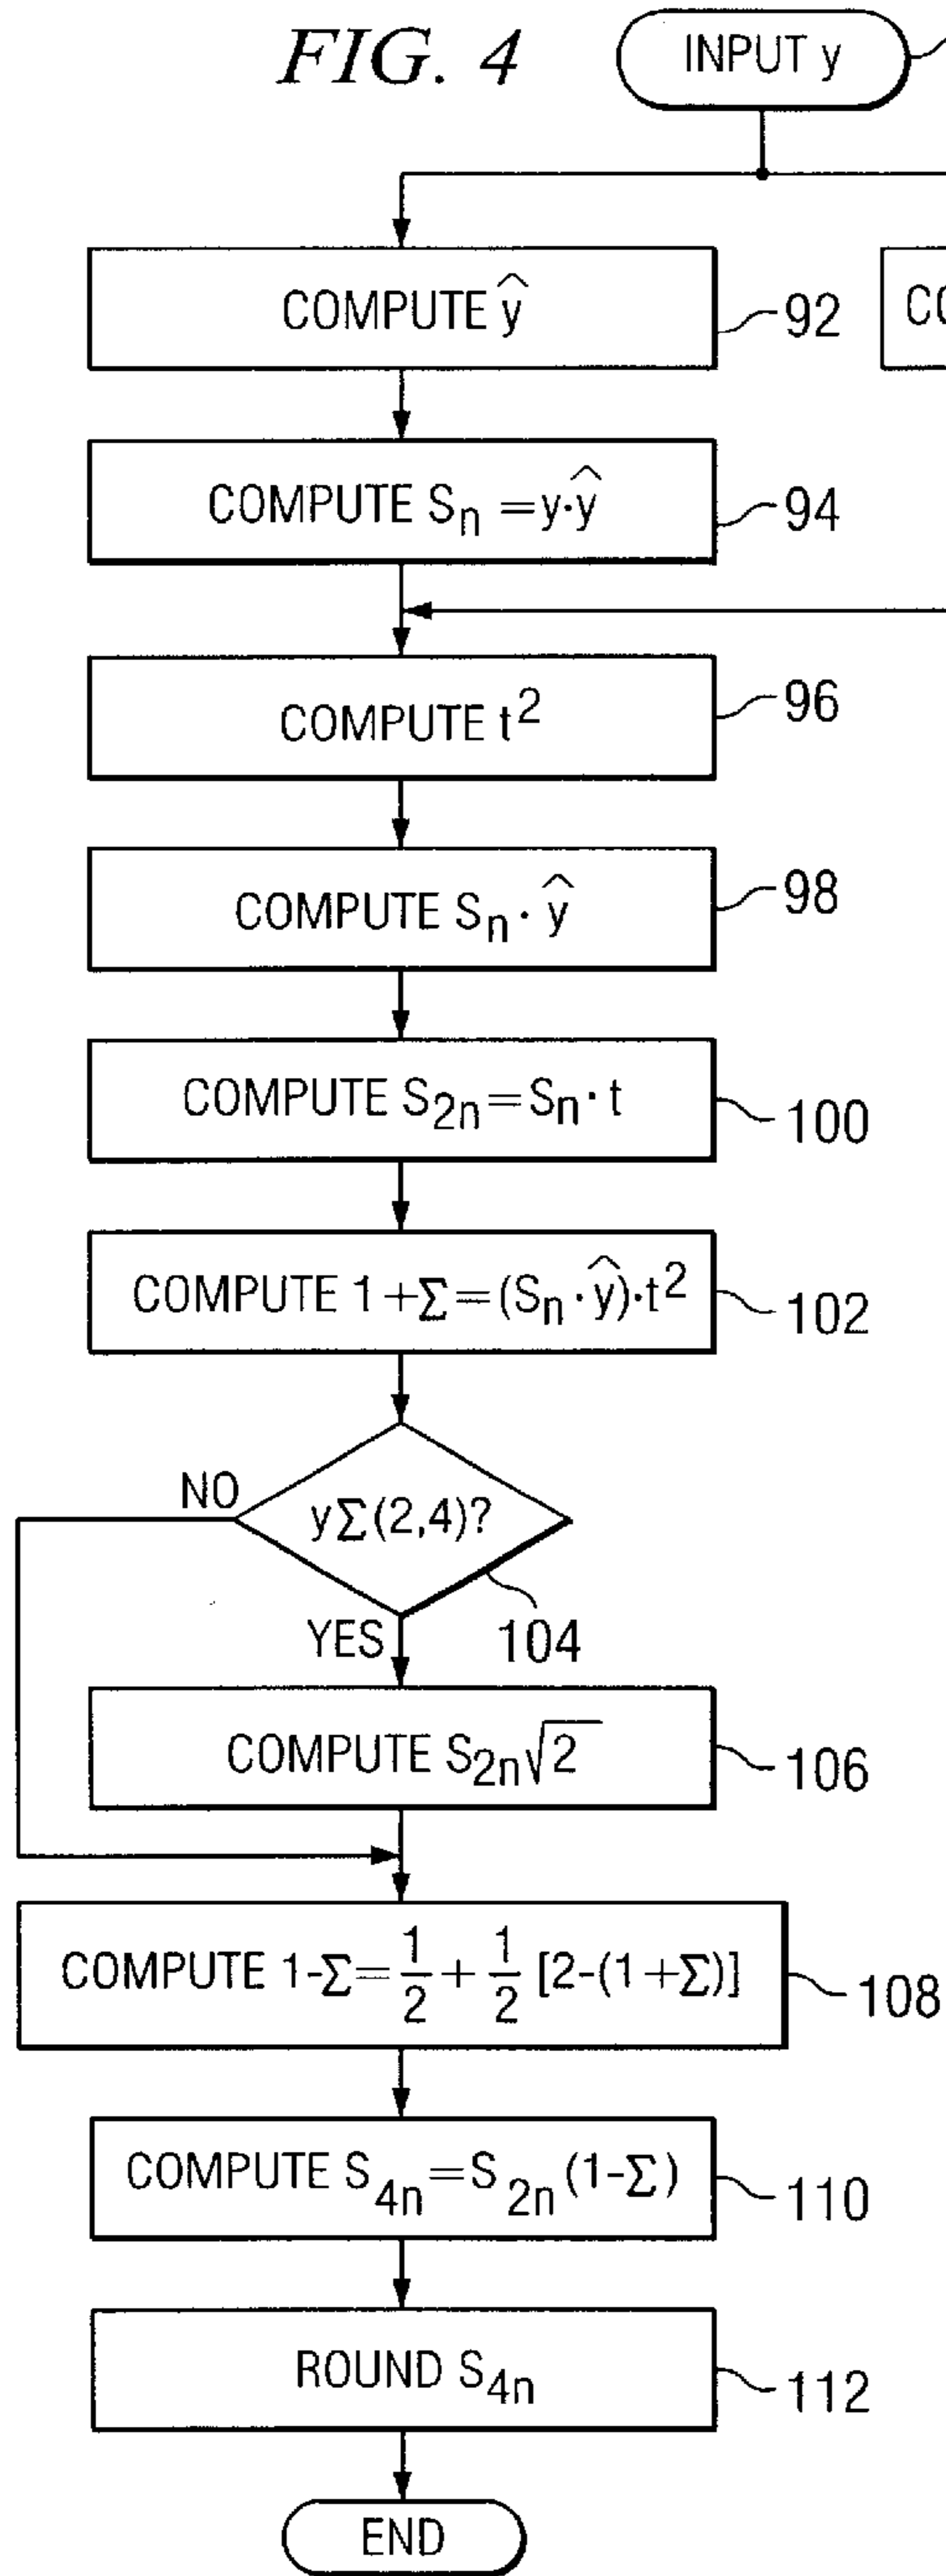 FIG. 4
INPUT y
COMPUTE ŷ
92
CO
COMPUTE Sₙ = y·ŷ
94
COMPUTE t²
96
COMPUTE Sₙ · ŷ
98
COMPUTE S₂ₙ = Sₙ · t
100
COMPUTE 1+Σ = (Sₙ · ŷ)·t²
102
NO
yΣ(2,4)?
YES
104
COMPUTE S₂ₙ√2
106
COMPUTE 1-Σ = 1/2 + 1/2 [2-(1+Σ)]
108
COMPUTE S₄ₙ = S₂ₙ (1-Σ)
110
ROUND S₄ₙ
112
END